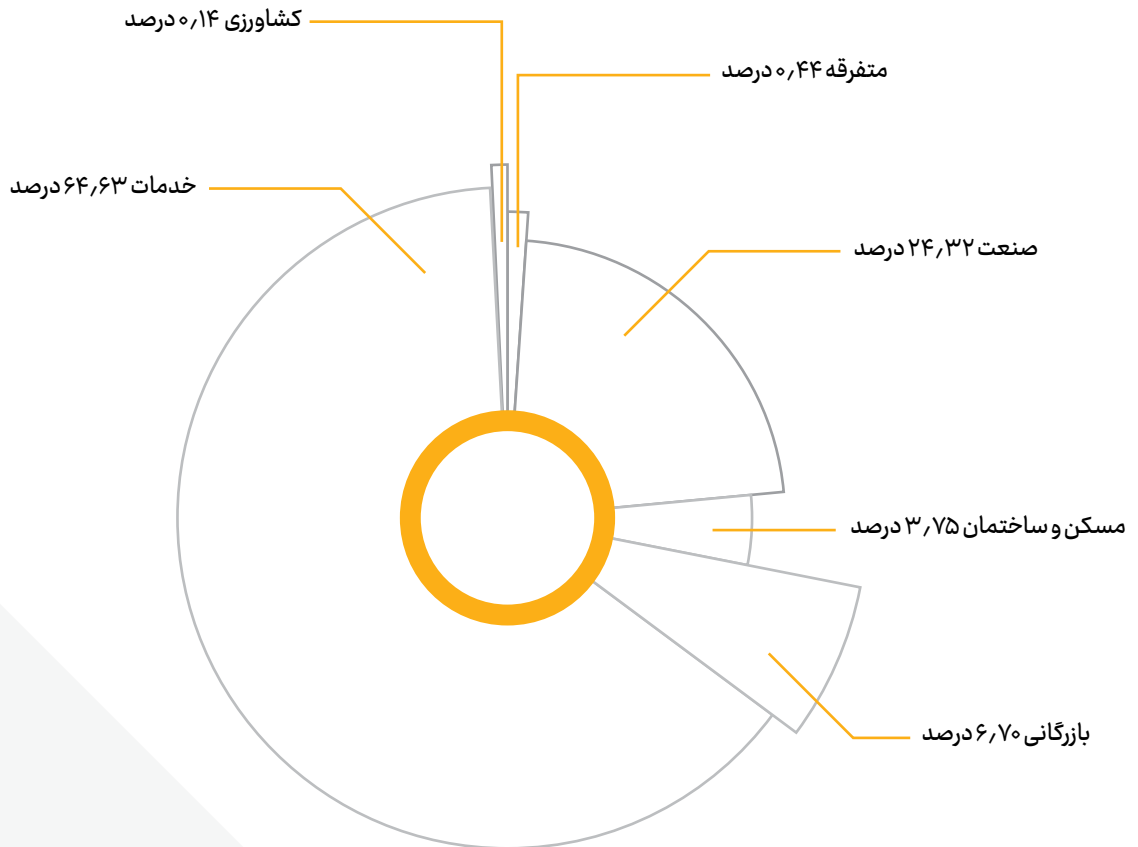 کشاورزی ۰٫۱۴ درصد
متفرقه ۰٫۴۴ درصد
خدمات ۶۴٫۶۳ درصد
صنعت ۲۴٫۳۲ درصد
مسکن و ساختمان ۳٫۷۵ درصد
بازرگانی ۶٫۷۰ درصد